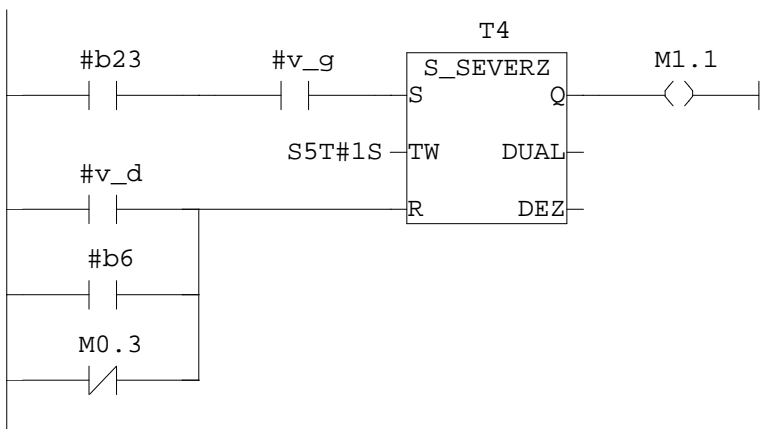 T4
#b23 #v_g S_SEVERZ M1.1
S Q
S5T#1S TW DUAL
#v_d
R DEZ
#b6
M0.3